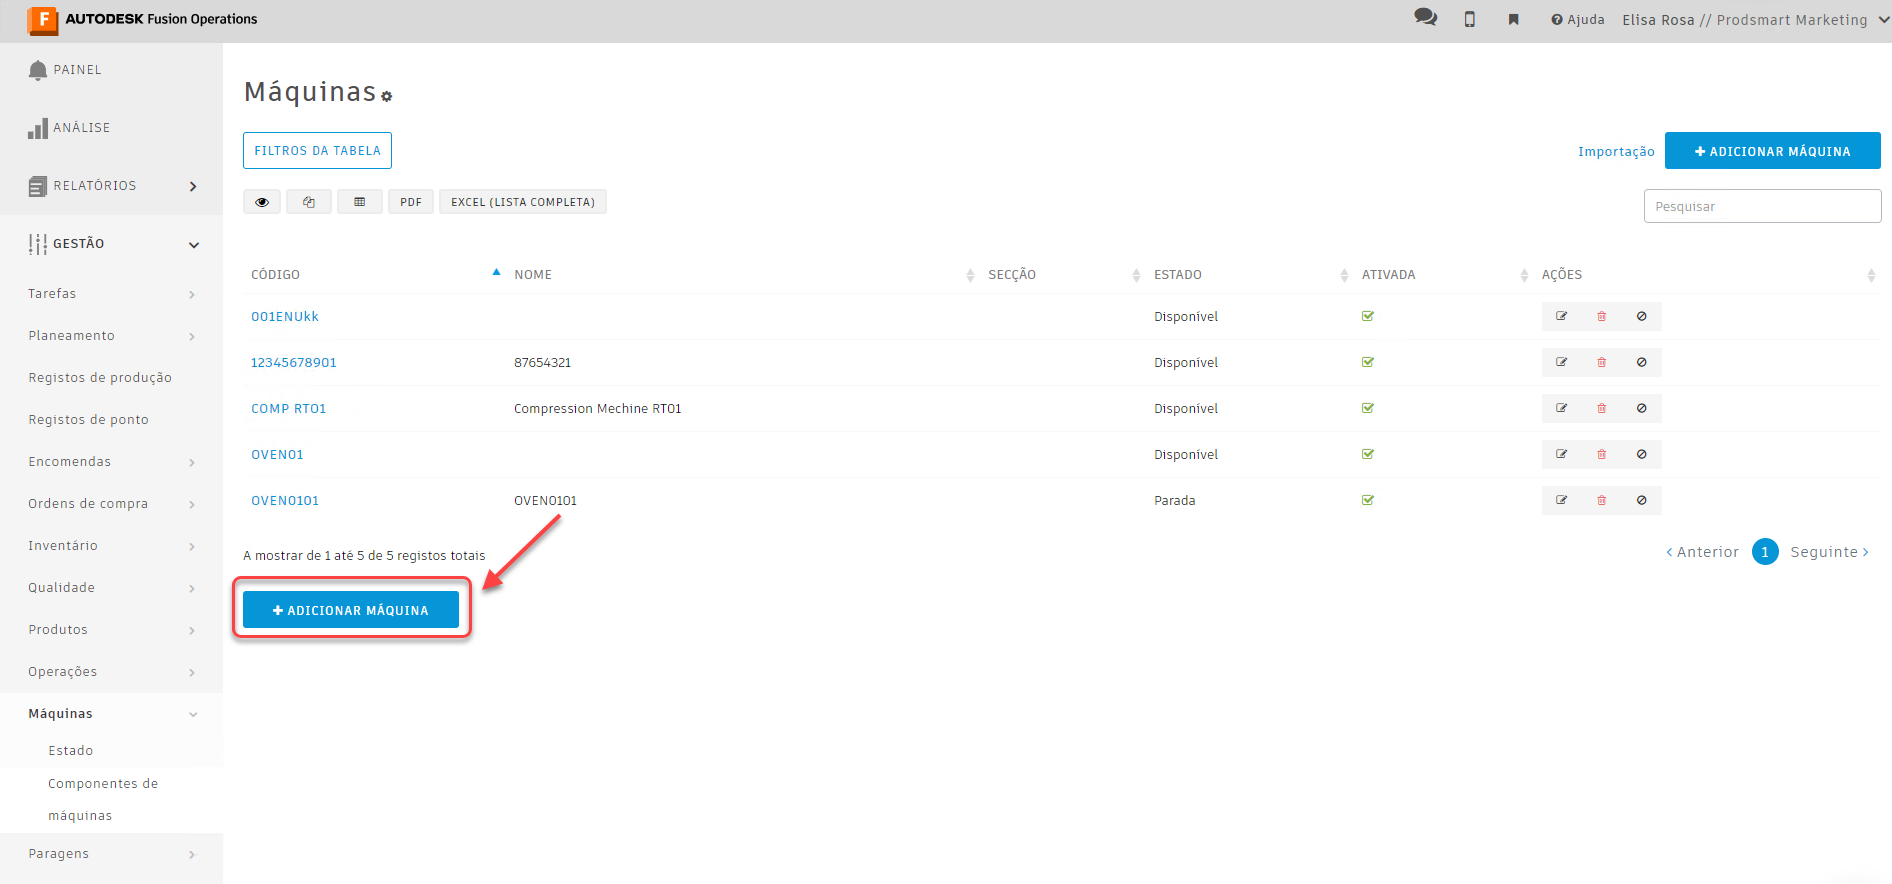 F AUTODESK Fusion Operations
Ajuda
Elisa Rosa // Prodsmart Marketing
PAINEL
ANÁLISE
RELATÓRIOS
GESTÃO
Tarefas
Planeamento
Registos de produção
Registos de ponto
Encomendas
Ordens de compra
Inventário
Qualidade
Produtos
Operações
Máquinas
Estado
Componentes de
máquinas
Paragens
Máquinas
FILTROS DA TABELA
Importação
ADICIONAR MÁQUINA
PDF
EXCEL (LISTA COMPLETA)
Pesquisar
CÓDIGO NOME SECÇÃO ESTADO ATIVADA AÇÕES
001ENUkk Disponível
12345678901 87654321 Disponível
COMP RT01 Compression Mechine RT01 Disponível
OVEN01 Disponível
OVEN0101 OVEN0101 Parada
A mostrar de 1 até 5 de 5 registos totais
Anterior 1 Seguinte
ADICIONAR MÁQUINA